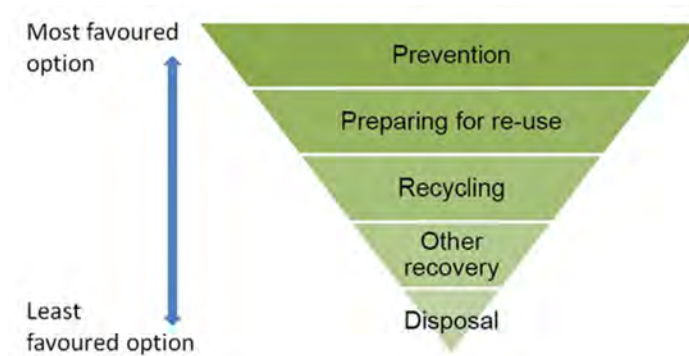 Most favoured
option
Prevention
Preparing for re-use
Recycling
Other
recovery
Disposal
Least
favoured option